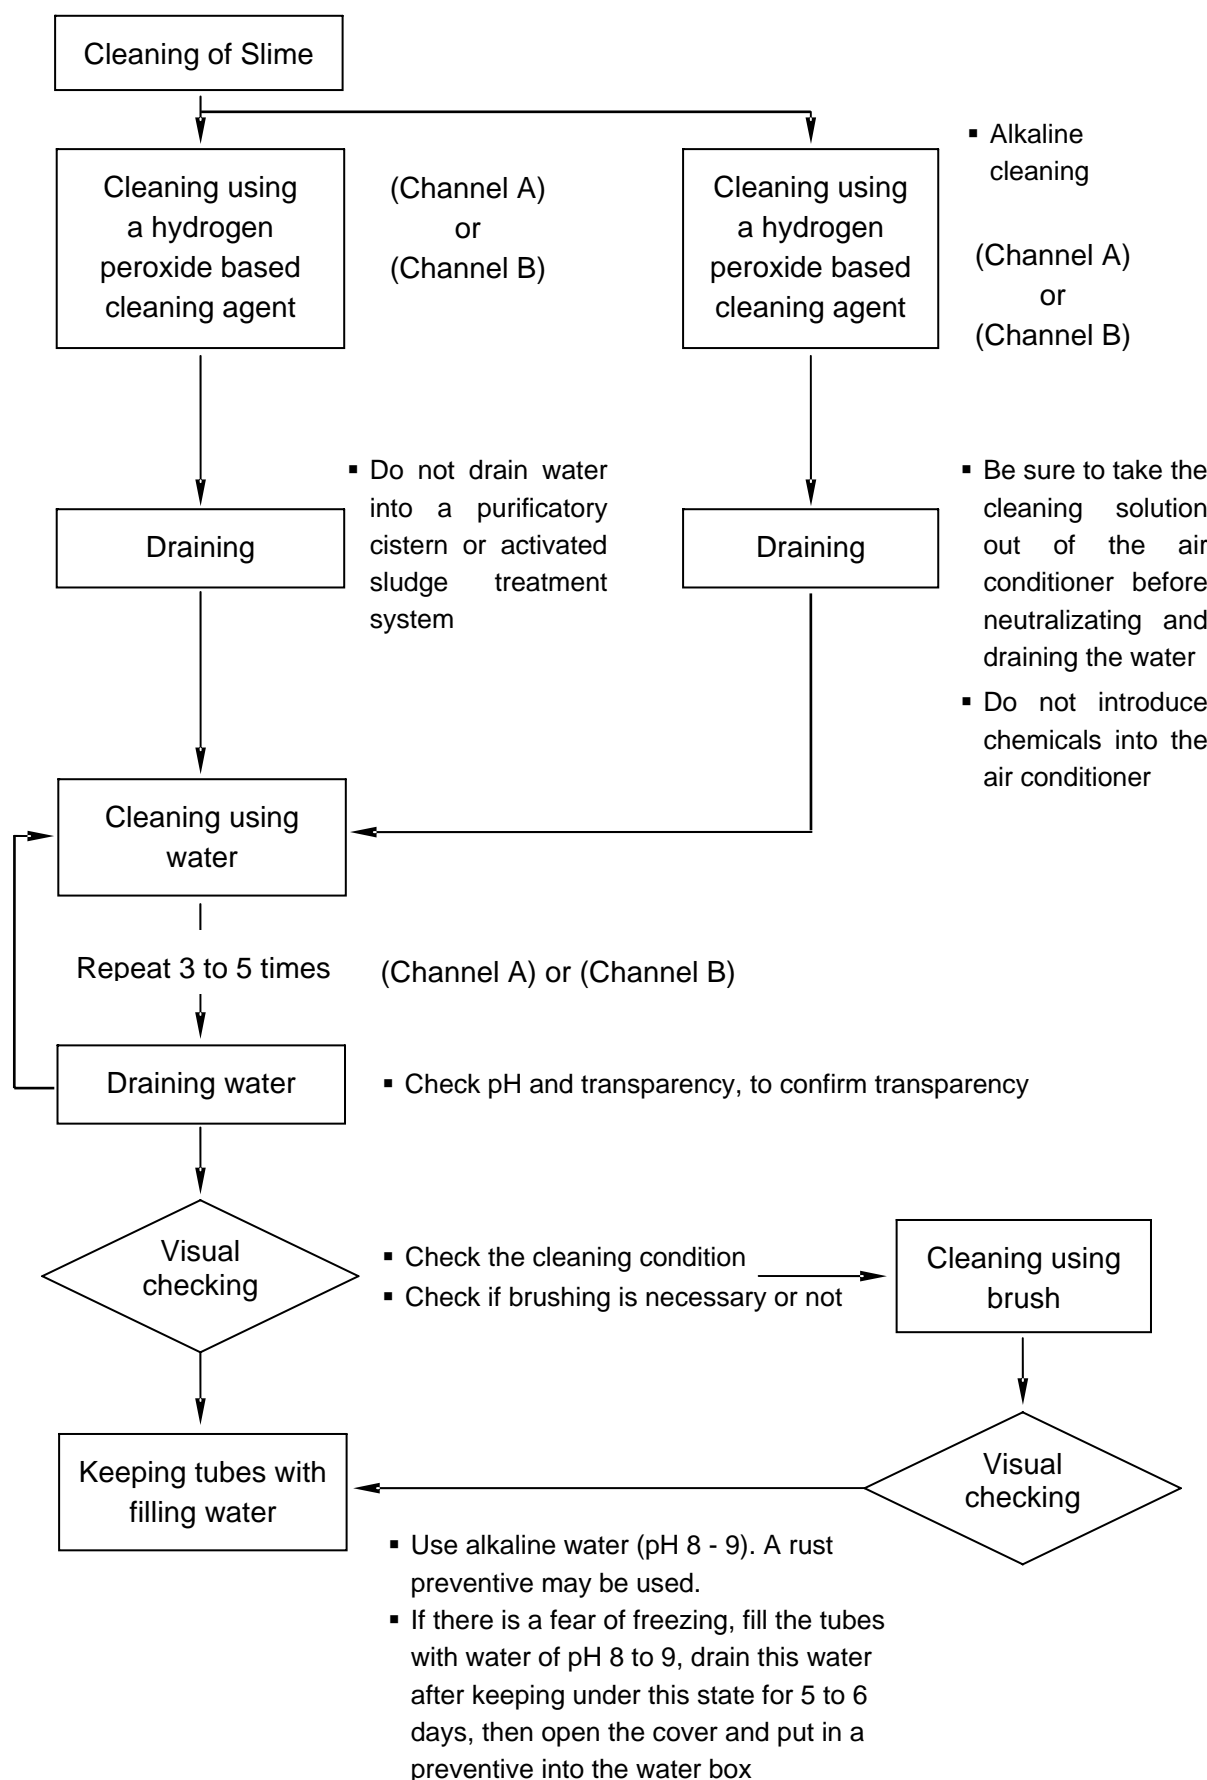 Cleaning of Slime
Cleaning using
a hydrogen
peroxide based
cleaning agent
(Channel A)
or
(Channel B)
Cleaning using
a hydrogen
peroxide based
cleaning agent
▪ Alkaline
cleaning
(Channel A)
or
(Channel B)
Draining
▪ Do not drain water
into a purificatory
cistern or activated
sludge treatment
system
Draining
▪ Be sure to take the
cleaning solution
out of the air
conditioner before
neutralizating and
draining the water
▪ Do not introduce
chemicals into the
air conditioner
Cleaning using
water
Repeat 3 to 5 times
(Channel A) or (Channel B)
Draining water
▪ Check pH and transparency, to confirm transparency
Visual
checking
▪ Check the cleaning condition
▪ Check if brushing is necessary or not
Cleaning using
brush
Keeping tubes with
filling water
Visual
checking
▪ Use alkaline water (pH 8 - 9). A rust
preventive may be used.
▪ If there is a fear of freezing, fill the tubes
with water of pH 8 to 9, drain this water
after keeping under this state for 5 to 6
days, then open the cover and put in a
preventive into the water box